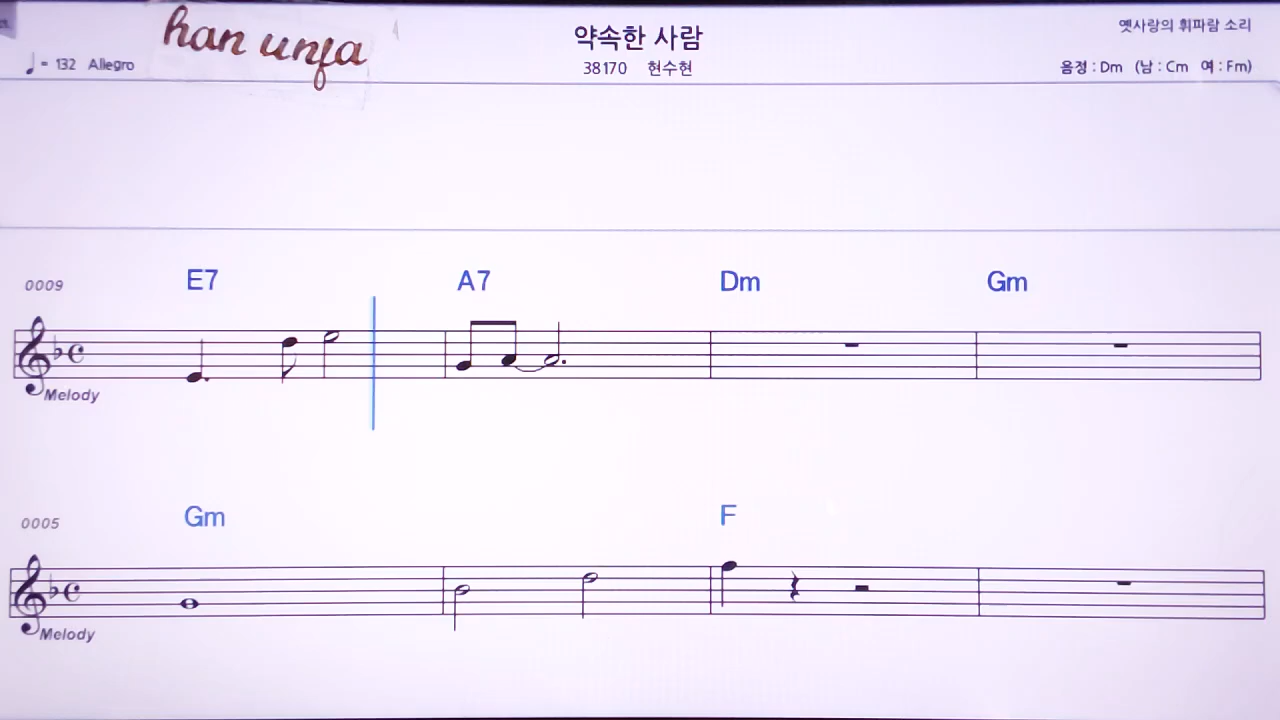 han unfa
약속한 사람
옛사랑의 휘파람 소리
= 132 Allegro
38170 현수현
음정 : Dm (남 : Cm 여 : Fm)
0009 E7 A7 Dm Gm
Melody
0005 Gm F
Melody